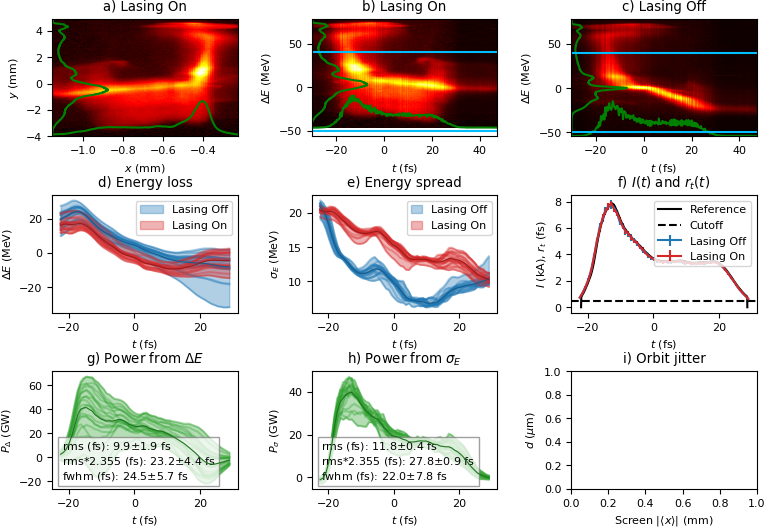 a) Lasing On
b) Lasing On
c) Lasing Off
y (mm)
4
2
0
−2
−4
−1.0
−0.8
−0.6
−0.4
x (mm)
ΔE (MeV)
50
0
−50
−20
0
20
40
t (fs)
ΔE (MeV)
50
0
−50
−20
0
20
40
t (fs)
d) Energy loss
e) Energy spread
f) I(t) and r_t(t)
ΔE (MeV)
20
0
−20
Lasing Off
Lasing On
−20
0
20
t (fs)
σ_E (MeV)
20
15
10
Lasing Off
Lasing On
−20
0
20
t (fs)
I (kA), r_t (fs)
8
6
4
2
0
Reference
Cutoff
Lasing Off
Lasing On
−20
0
20
t (fs)
g) Power from ΔE
h) Power from σ_E
i) Orbit jitter
P_Δ (GW)
60
40
20
0
−20
rms (fs): 9.9±1.9 fs
rms*2.355 (fs): 23.2±4.4 fs
fwhm (fs): 24.5±5.7 fs
−20
0
20
t (fs)
P_σ (GW)
40
20
0
rms (fs): 11.8±0.4 fs
rms*2.355 (fs): 27.8±0.9 fs
fwhm (fs): 22.0±7.8 fs
−20
0
20
t (fs)
d (μm)
1.0
0.8
0.6
0.4
0.2
0.0
0.0
0.2
0.4
0.6
0.8
1.0
Screen |⟨x⟩| (mm)